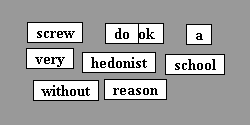 screw do ok a
very hedonist school
without reason